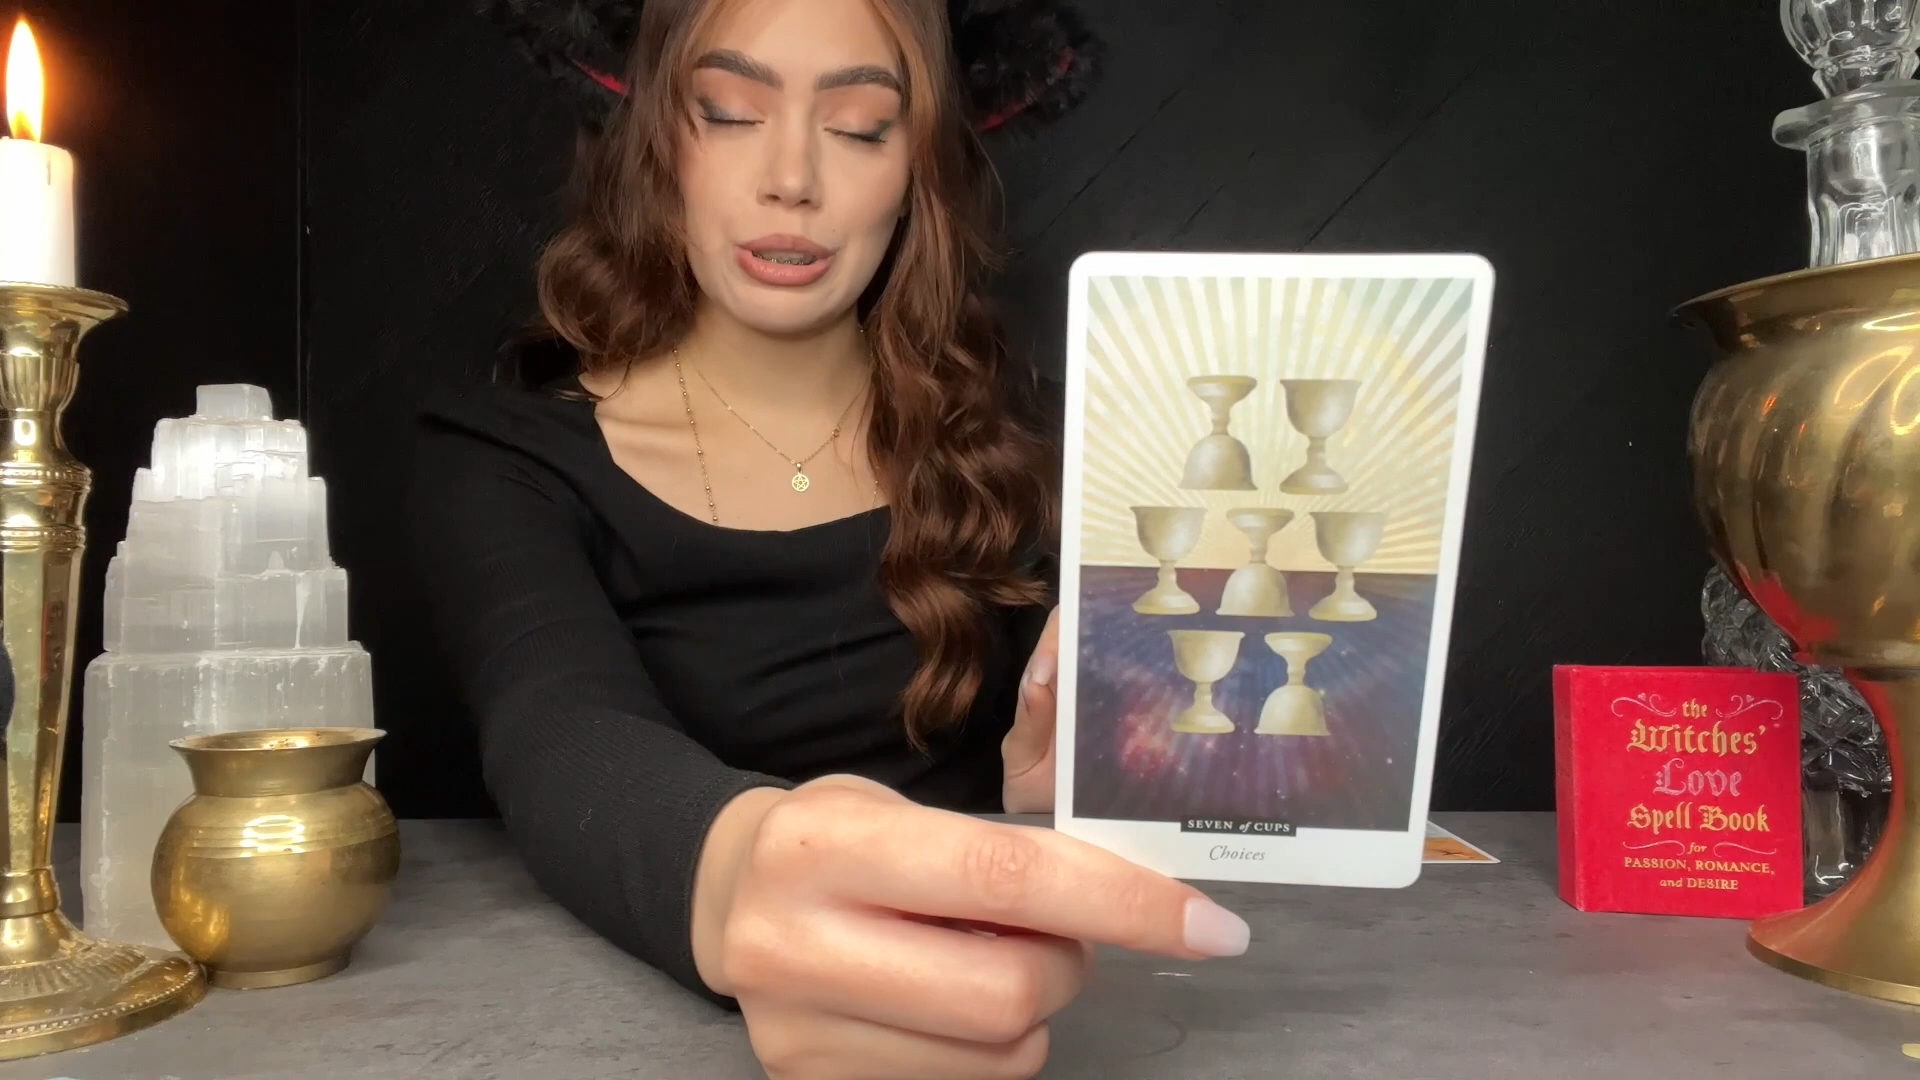 SEVEN of CUPS
Choices
the
Witches'
Love
Spell Book
for
PASSION, ROMANCE,
and DESIRE